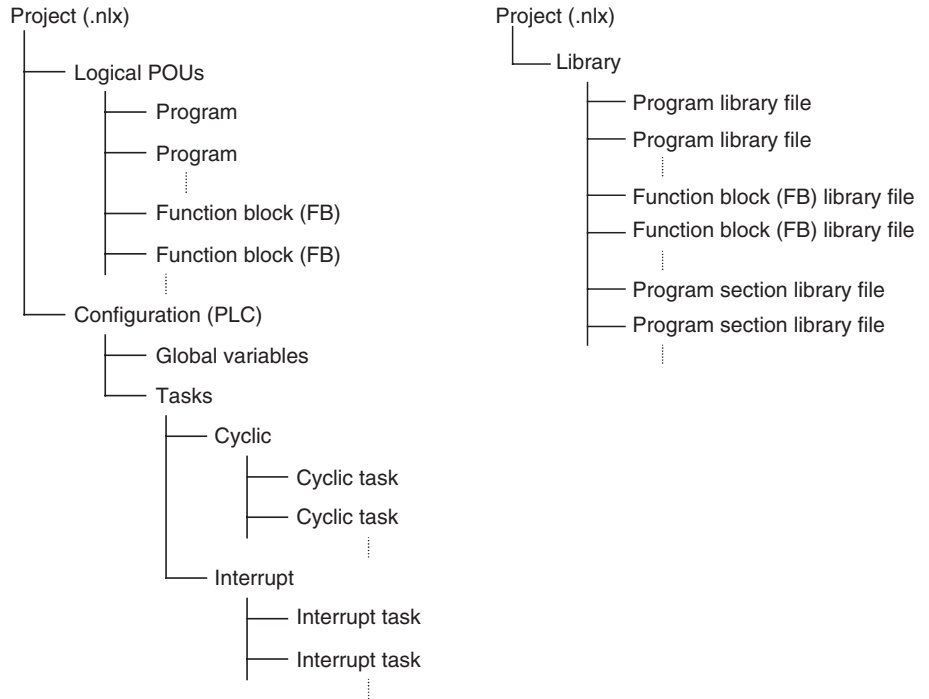 Project (.nlx)
Logical POUs
Program
Program
Function block (FB)
Function block (FB)
Configuration (PLC)
Global variables
Tasks
Cyclic
Cyclic task
Cyclic task
Interrupt
Interrupt task
Interrupt task
Project (.nlx)
Library
Program library file
Program library file
Function block (FB) library file
Function block (FB) library file
Program section library file
Program section library file